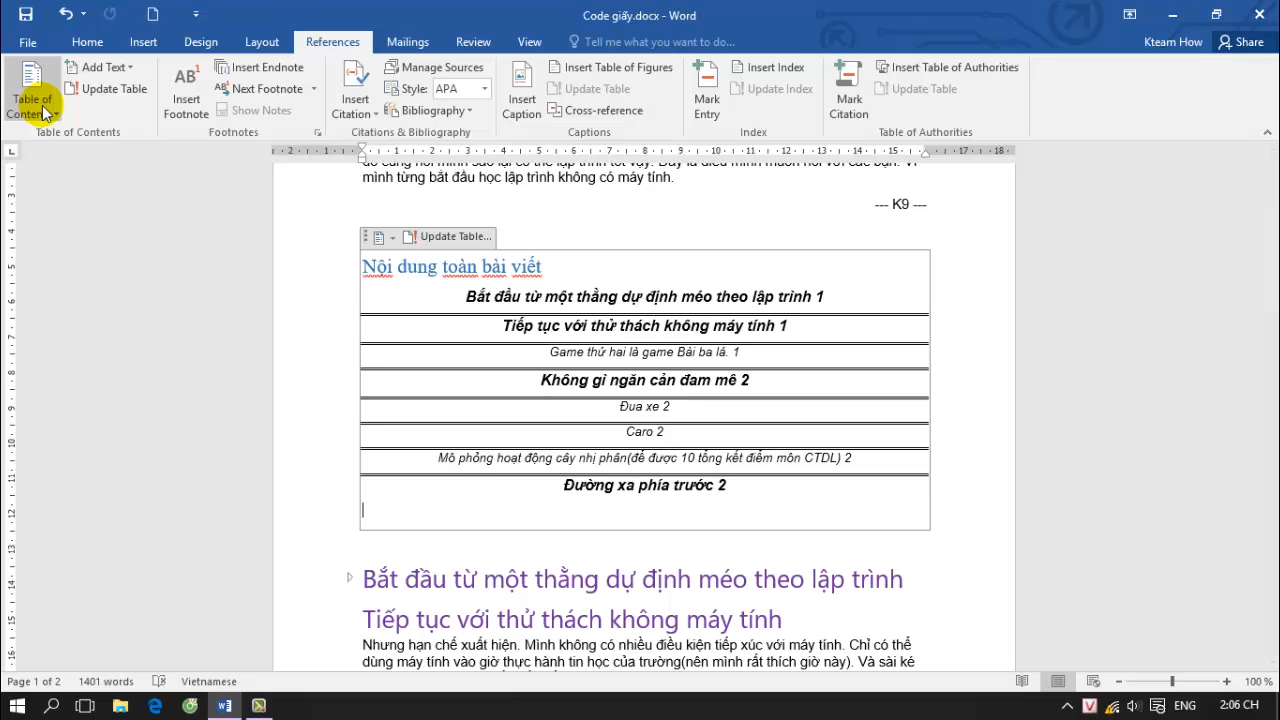 Code giấy.docx - Word
File Home Insert Design Layout References Mailings Review View Tell me what you want to do... Kteam How Share
Table of Contents
Add Text
Update Table
Table of Contents
AB1
Insert Footnote
Insert Endnote
Next Footnote
Show Notes
Footnotes
Insert Citation
Manage Sources
Style: APA
Bibliography
Citations & Bibliography
Insert Caption
Insert Table of Figures
Update Table
Cross-reference
Captions
Mark Entry
Insert Index
Update Index
Index
Mark Citation
Insert Table of Authorities
Update Table
Table of Authorities
mình từng bắt đầu học lập trình không có máy tính.
--- K9 ---
Update Table...
Nội dung toàn bài viết
Bắt đầu từ một thằng dự định méo theo lập trình 1
Tiếp tục với thử thách không máy tính 1
Game thứ hai là game Bài ba lá. 1
Không gì ngăn cản đam mê 2
Đua xe 2
Caro 2
Mô phỏng hoạt động cây nhị phân(để được 10 tổng kết điểm môn CTDL) 2
Đường xa phía trước 2
Bắt đầu từ một thằng dự định méo theo lập trình
Tiếp tục với thử thách không máy tính
Nhưng hạn chế xuất hiện. Mình không có nhiều điều kiện tiếp xúc với máy tính. Chỉ có thể
dùng máy tính vào giờ thực hành tin học của trường(nên mình rất thích giờ này). Và sài ké
Page 1 of 2 1401 words Vietnamese 100 %
ENG 2:06 CH